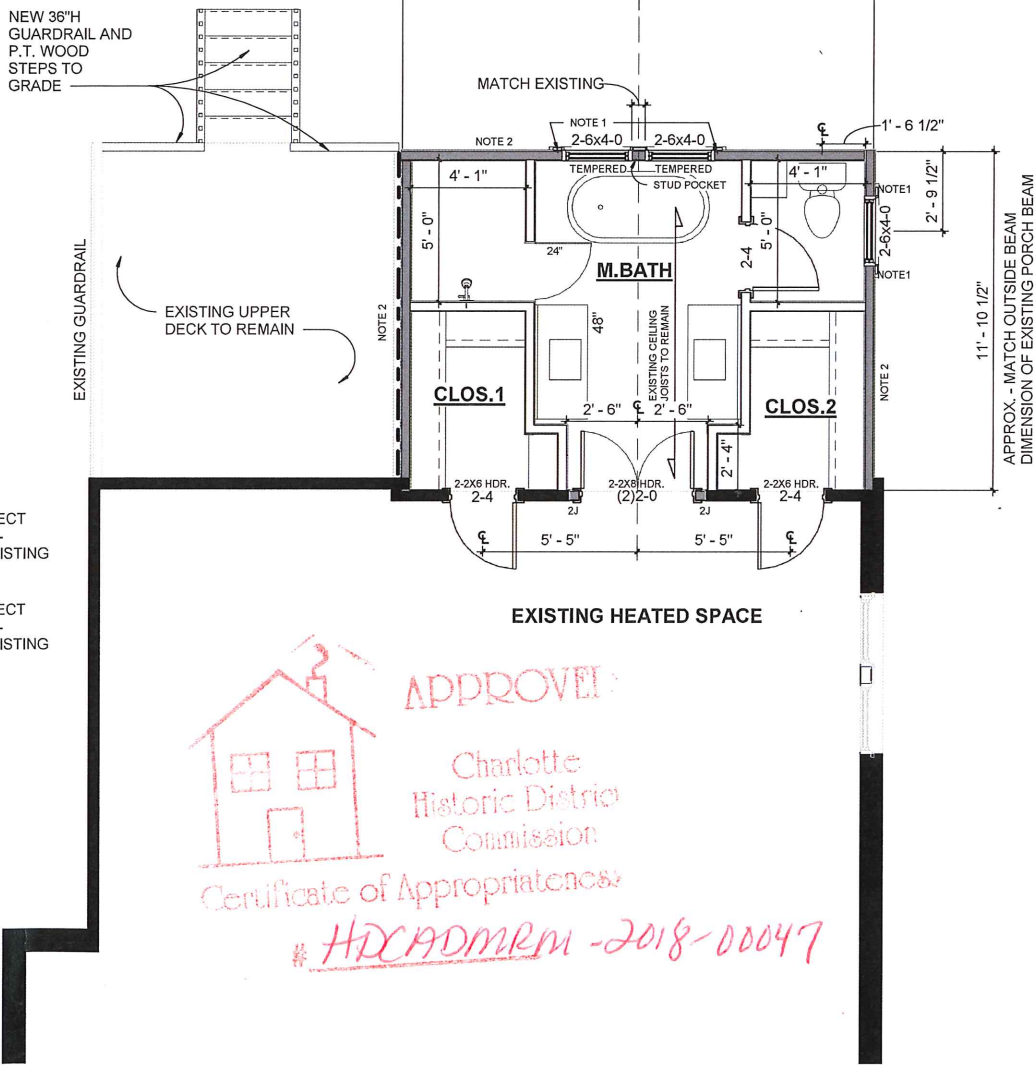 NEW 36"H
GUARDRAIL AND
P.T. WOOD
STEPS TO
GRADE
MATCH EXISTING
NOTE 1
NOTE 2
2-6x4-0
2-6x4-0
℄
1' - 6 1/2"
TEMPERED
TEMPERED
STUD POCKET
4' - 1"
4' - 1"
NOTE1
2' - 9 1/2"
5' - 0"
5' - 0"
2-6x4-0
24"
2-4
M.BATH
NOTE1
EXISTING GUARDRAIL
EXISTING UPPER
DECK TO REMAIN
NOTE 2
48"
EXISTING CEILING
JOISTS TO REMAIN
11' - 10 1/2"
APPROX. - MATCH OUTSIDE BEAM
DIMENSION OF EXISTING PORCH BEAM
NOTE 2
CLOS.1
2' - 6"
℄
2' - 6"
CLOS.2
2' - 4"
2-2X6 HDR.
2-4
2-2X8 HDR.
(2)2-0
2-2X6 HDR.
2-4
2J
2J
℄
5' - 5"
5' - 5"
℄
ECT
-
ISTING
ECT
-
ISTING
EXISTING HEATED SPACE
APPROVE
Charlotte
Historic Distric
Commission
Certificate of Appropriateness
# HDCADMRM-2018-00047